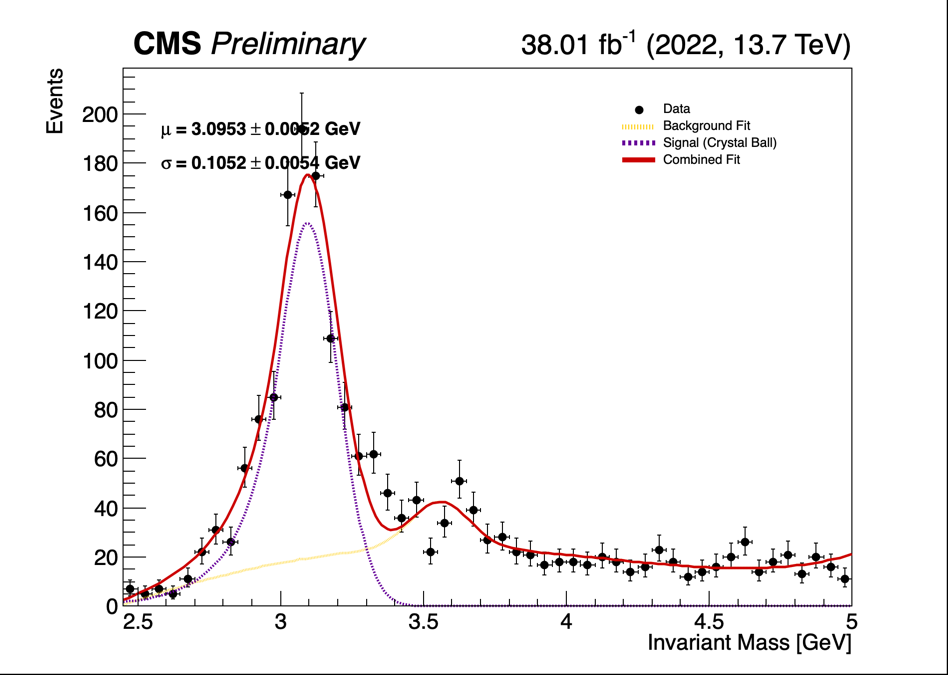 CMS Preliminary
38.01 fb-1 (2022, 13.7 TeV)
Events
200
180
160
140
120
100
80
60
40
20
0
μ = 3.0953 ± 0.0052 GeV
σ = 0.1052 ± 0.0054 GeV
Data
Background Fit
Signal (Crystal Ball)
Combined Fit
2.5 3 3.5 4 4.5 5
Invariant Mass [GeV]